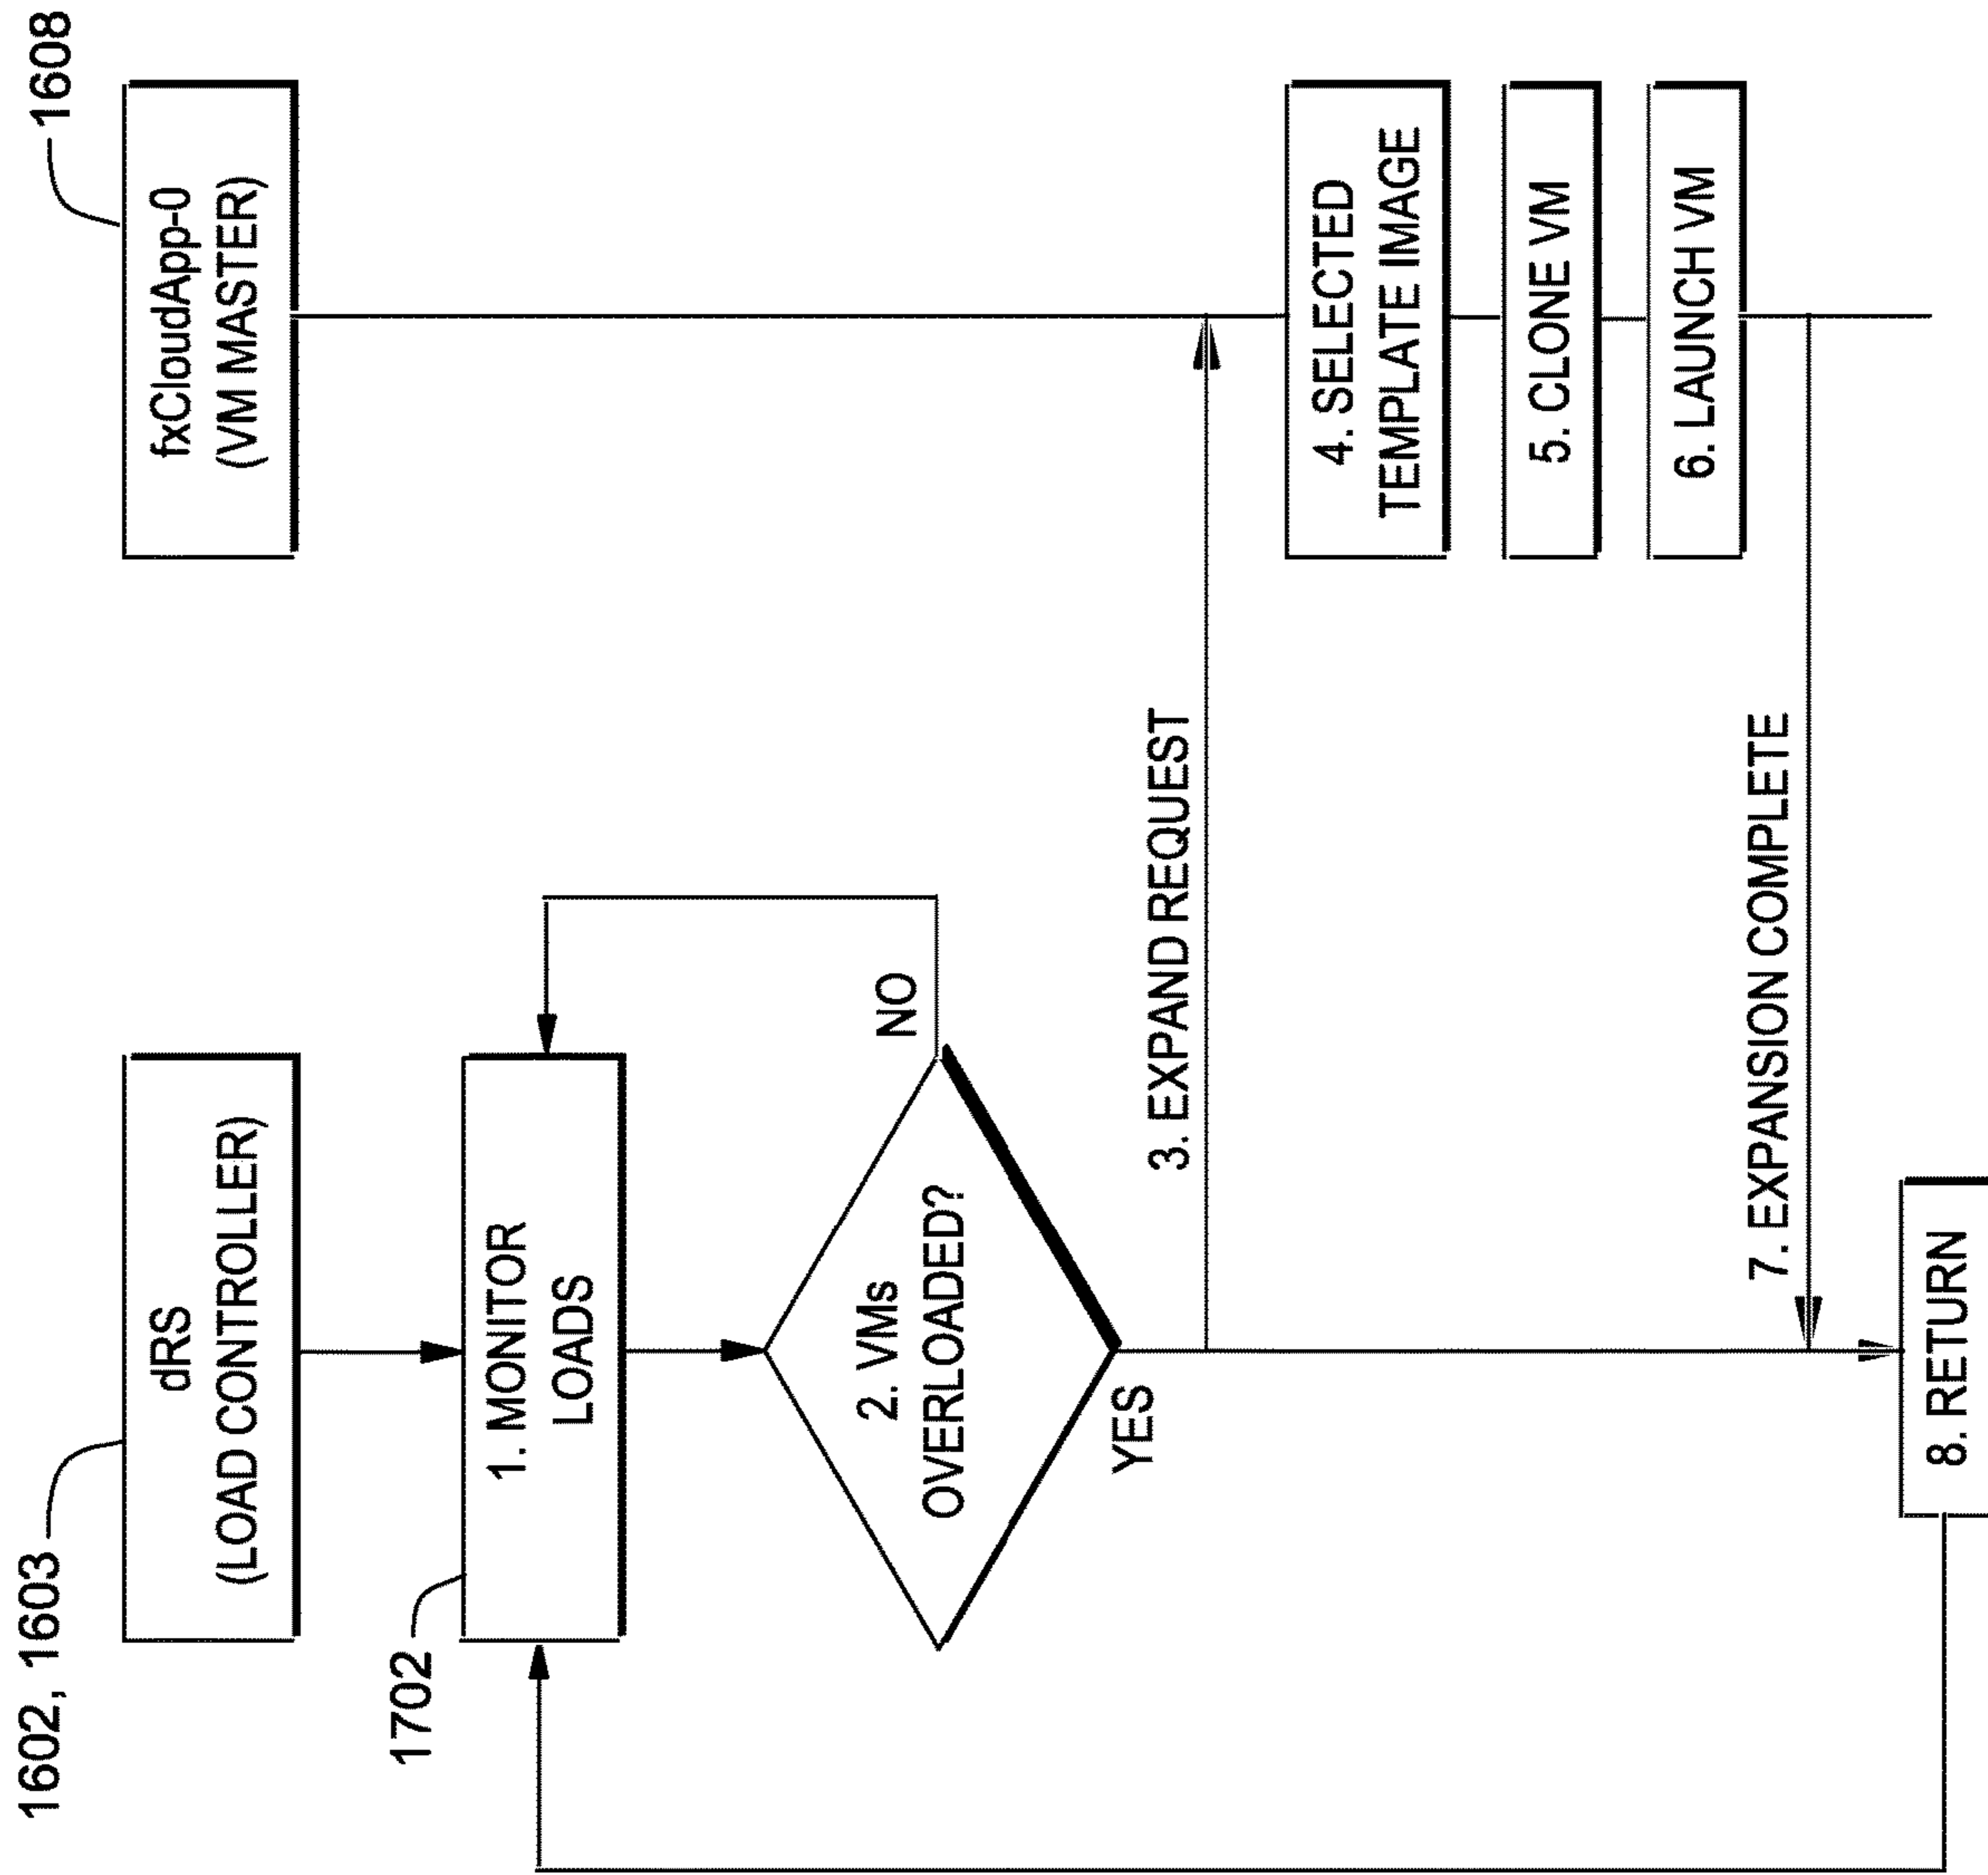 1602, 1603
dRS
(LOAD CONTROLLER)
1608
fxCloudApp-0
(VM MASTER)
1702
1. MONITOR
LOADS
2. VMs
OVERLOADED?
NO
YES
3. EXPAND REQUEST
4. SELECTED
TEMPLATE IMAGE
5. CLONE VM
6. LAUNCH VM
7. EXPANSION COMPLETE
8. RETURN